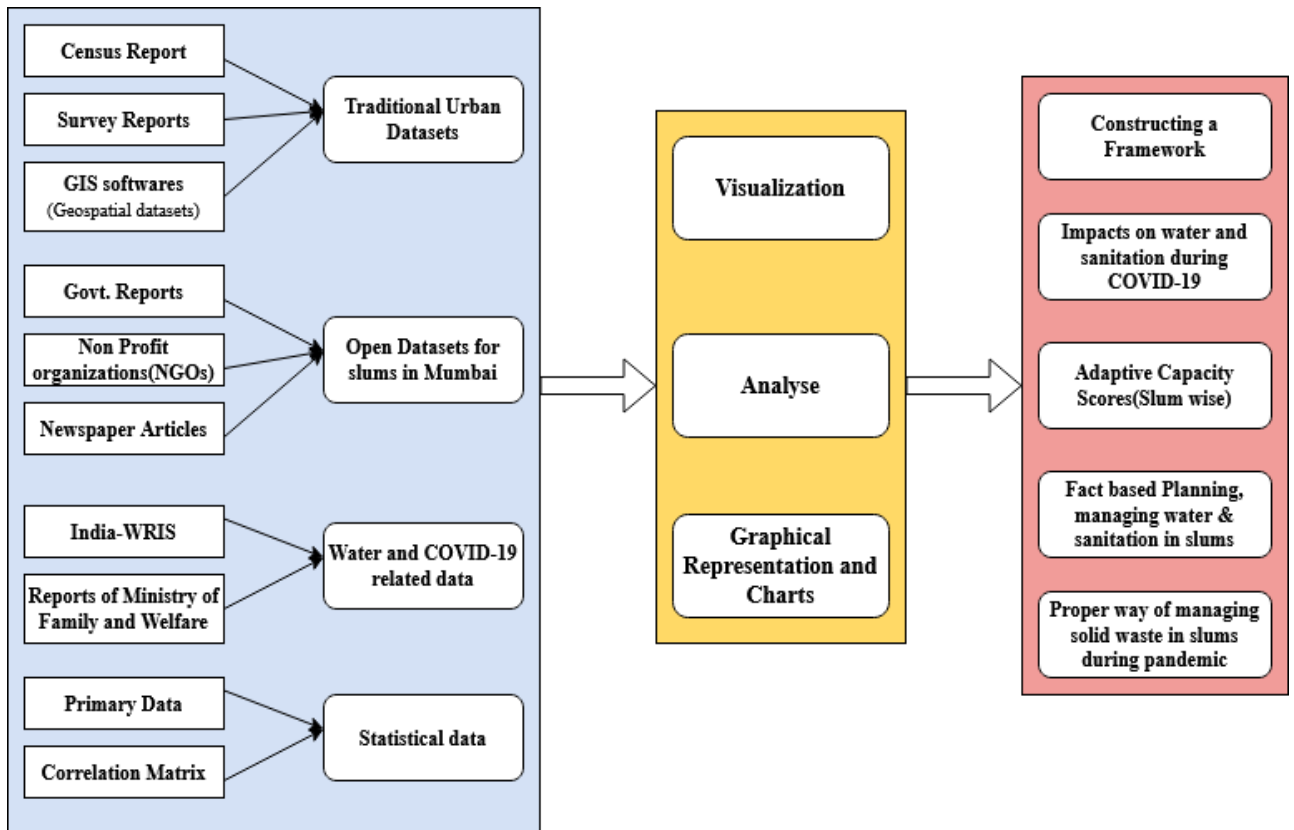 Census Report
Survey Reports
GIS softwares
(Geospatial datasets)
Traditional Urban
Datasets
Govt. Reports
Non Profit
organizations(NGOs)
Newspaper Articles
Open Datasets for
slums in Mumbai
India-WRIS
Reports of Ministry of
Family and Welfare
Water and COVID-19
related data
Primary Data
Correlation Matrix
Statistical data
Visualization
Analyse
Graphical
Representation and
Charts
Constructing a
Framework
Impacts on water and
sanitation during
COVID-19
Adaptive Capacity
Scores(Slum wise)
Fact based Planning,
managing water &
sanitation in slums
Proper way of managing
solid waste in slums
during pandemic